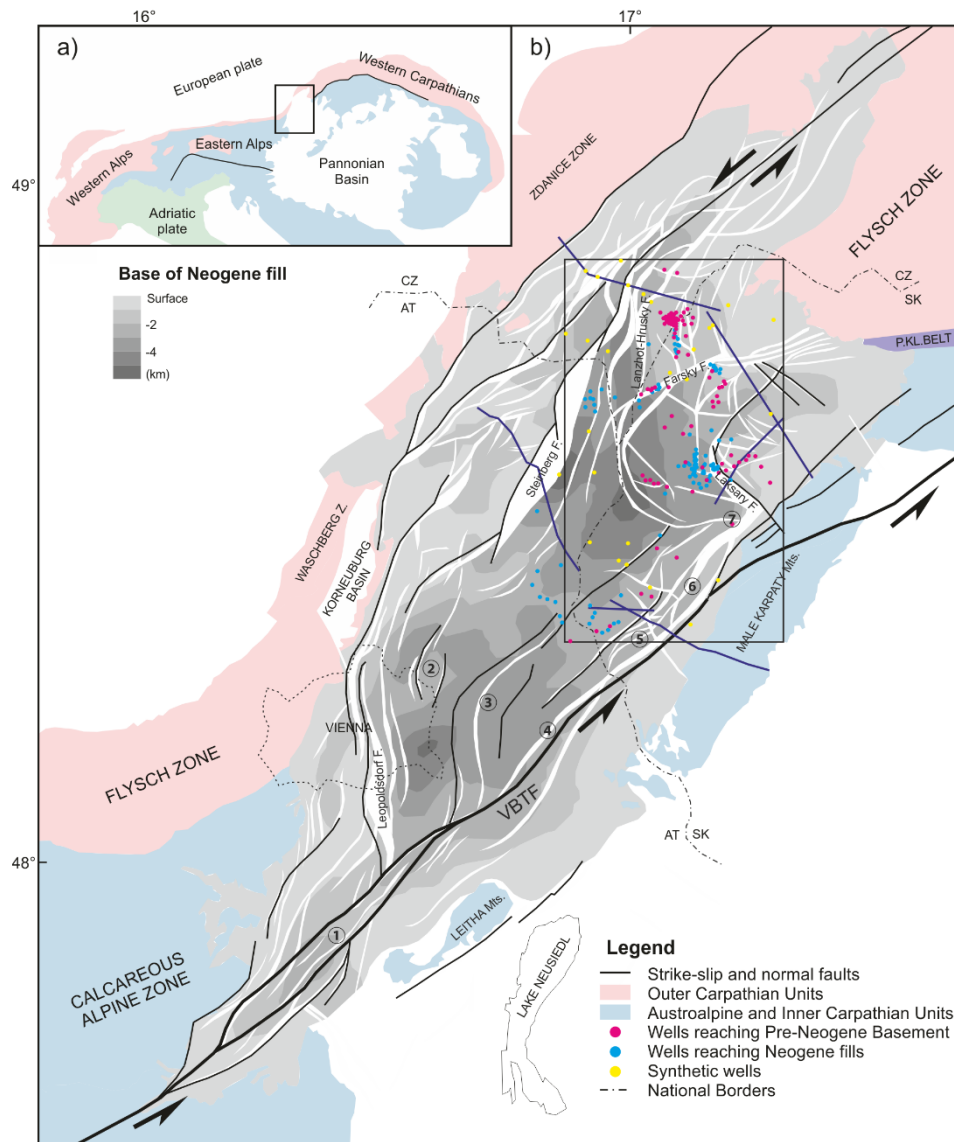 16°
17°
a)
b)
European plate
Western Carpathians
Eastern Alps
Western Alps
Pannonian
Basin
Adriatic
plate
49°
ZDANICE ZONE
FLYSCH ZONE
Base of Neogene fill
Surface
-2
-4
(km)
CZ
AT
CZ
SK
P.KL.BELT
Lanzhot-Hrusky F.
Farsky F.
Steinberg F.
Laksary F.
WASCHBERG Z.
KORNEUBURG
BASIN
MALE KARPATY Mts.
7
6
5
2
3
4
VIENNA
FLYSCH ZONE
Leopoldsdorf F.
VBTF
AT
SK
48°
LEITHA Mts.
1
CALCAREOUS
ALPINE ZONE
LAKE NEUSIEDL
Legend
Strike-slip and normal faults
Outer Carpathian Units
Austroalpine and Inner Carpathian Units
Wells reaching Pre-Neogene Basement
Wells reaching Neogene fills
Synthetic wells
National Borders